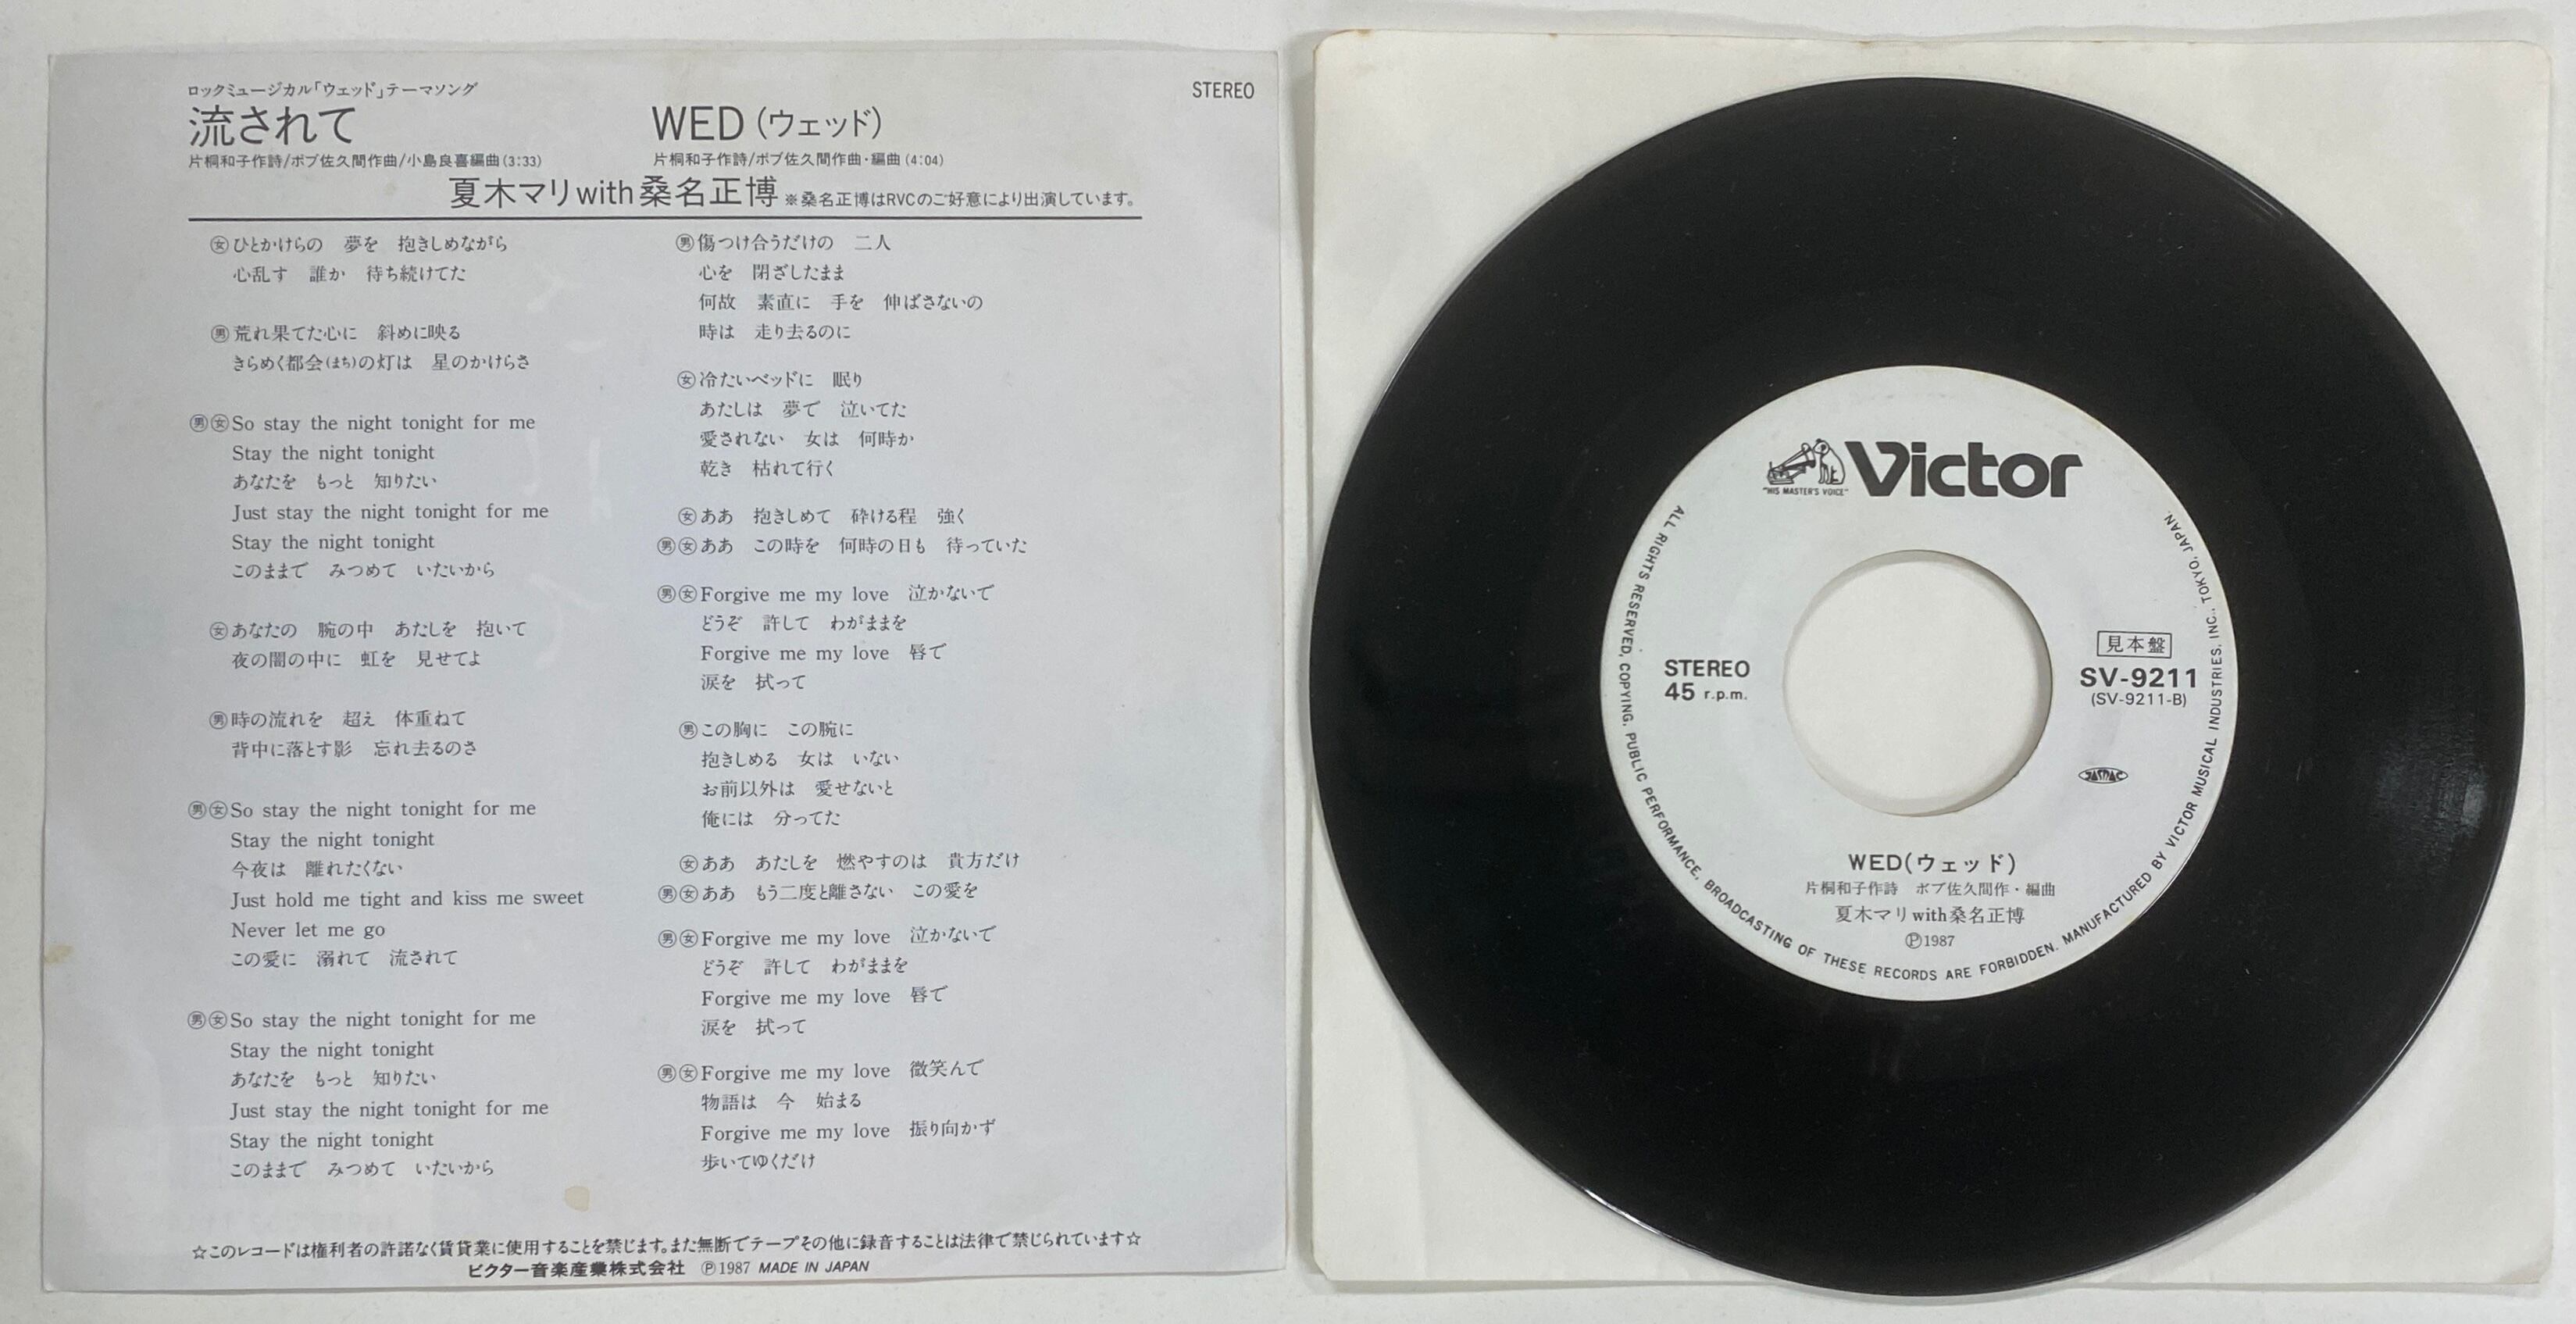 ロックミュージカル「ウェッド」テーマソング
流されて
片桐和子作詩/ボブ佐久間作曲/小島良喜編曲(3:33)
WED(ウェッド)
片桐和子作詩/ボブ佐久間作曲・編曲(4:04)
STEREO
夏木マリwith桑名正博 ※桑名正博はRVCのご好意により出演しています。
㊛ひとかけらの　夢を　抱きしめながら
心乱す　誰か　待ち続けてた
㊚荒れ果てた心に　斜めに映る
きらめく都会(まち)の灯は　星のかけらさ
㊚㊛So stay the night tonight for me
Stay the night tonight
あなたを　もっと　知りたい
Just stay the night tonight for me
Stay the night tonight
このままで　みつめて　いたいから
㊛あなたの　腕の中　あたしを　抱いて
夜の闇の中に　虹を　見せてよ
㊚時の流れを　超え　体重ねて
背中に落とす影　忘れ去るのさ
㊚㊛So stay the night tonight for me
Stay the night tonight
今夜は　離れたくない
Just hold me tight and kiss me sweet
Never let me go
この愛に　溺れて　流されて
㊚㊛So stay the night tonight for me
Stay the night tonight
あなたを　もっと　知りたい
Just stay the night tonight for me
Stay the night tonight
このままで　みつめて　いたいから
㊚傷つけ合うだけの　二人
心を　閉ざしたまま
何故　素直に　手を　伸ばさないの
時は　走り去るのに
㊛冷たいベッドに　眠り
あたしは　夢で　泣いてた
愛されない　女は　何時か
乾き　枯れて行く
㊛ああ　抱きしめて　砕ける程　強く
㊚㊛ああ　この時を　何時の日も　待っていた
㊚㊛Forgive me my love　泣かないで
どうぞ　許して　わがままを
Forgive me my love　唇で
涙を　拭って
㊚この胸に　この腕に
抱きしめる　女は　いない
お前以外は　愛せないと
俺には　分ってた
㊛ああ　あたしを　燃やすのは　貴方だけ
㊚㊛ああ　もう二度と離さない　この愛を
㊚㊛Forgive me my love　泣かないで
どうぞ　許して　わがままを
Forgive me my love　唇で
涙を　拭って
㊚㊛Forgive me my love　微笑んで
物語は　今　始まる
Forgive me my love　振り向かず
歩いてゆくだけ
☆このレコードは権利者の許諾なく賃貸業に使用することを禁じます。また無断でテープその他に録音することは法律で禁じられています☆
ビクター音楽産業株式会社　Ⓟ1987 MADE IN JAPAN
"HIS MASTER'S VOICE"
Victor
STEREO
45 r.p.m.
見本盤
SV-9211
(SV-9211-B)
JASRAC
WED(ウェッド)
片桐和子作詩　ボブ佐久間作・編曲
夏木マリwith桑名正博
Ⓟ1987
ALL RIGHTS RESERVED, COPYING, PUBLIC PERFORMANCE, BROADCASTING OF THESE RECORDS ARE FORBIDDEN. MANUFACTURED BY VICTOR MUSICAL INDUSTRIES, INC., TOKYO, JAPAN.